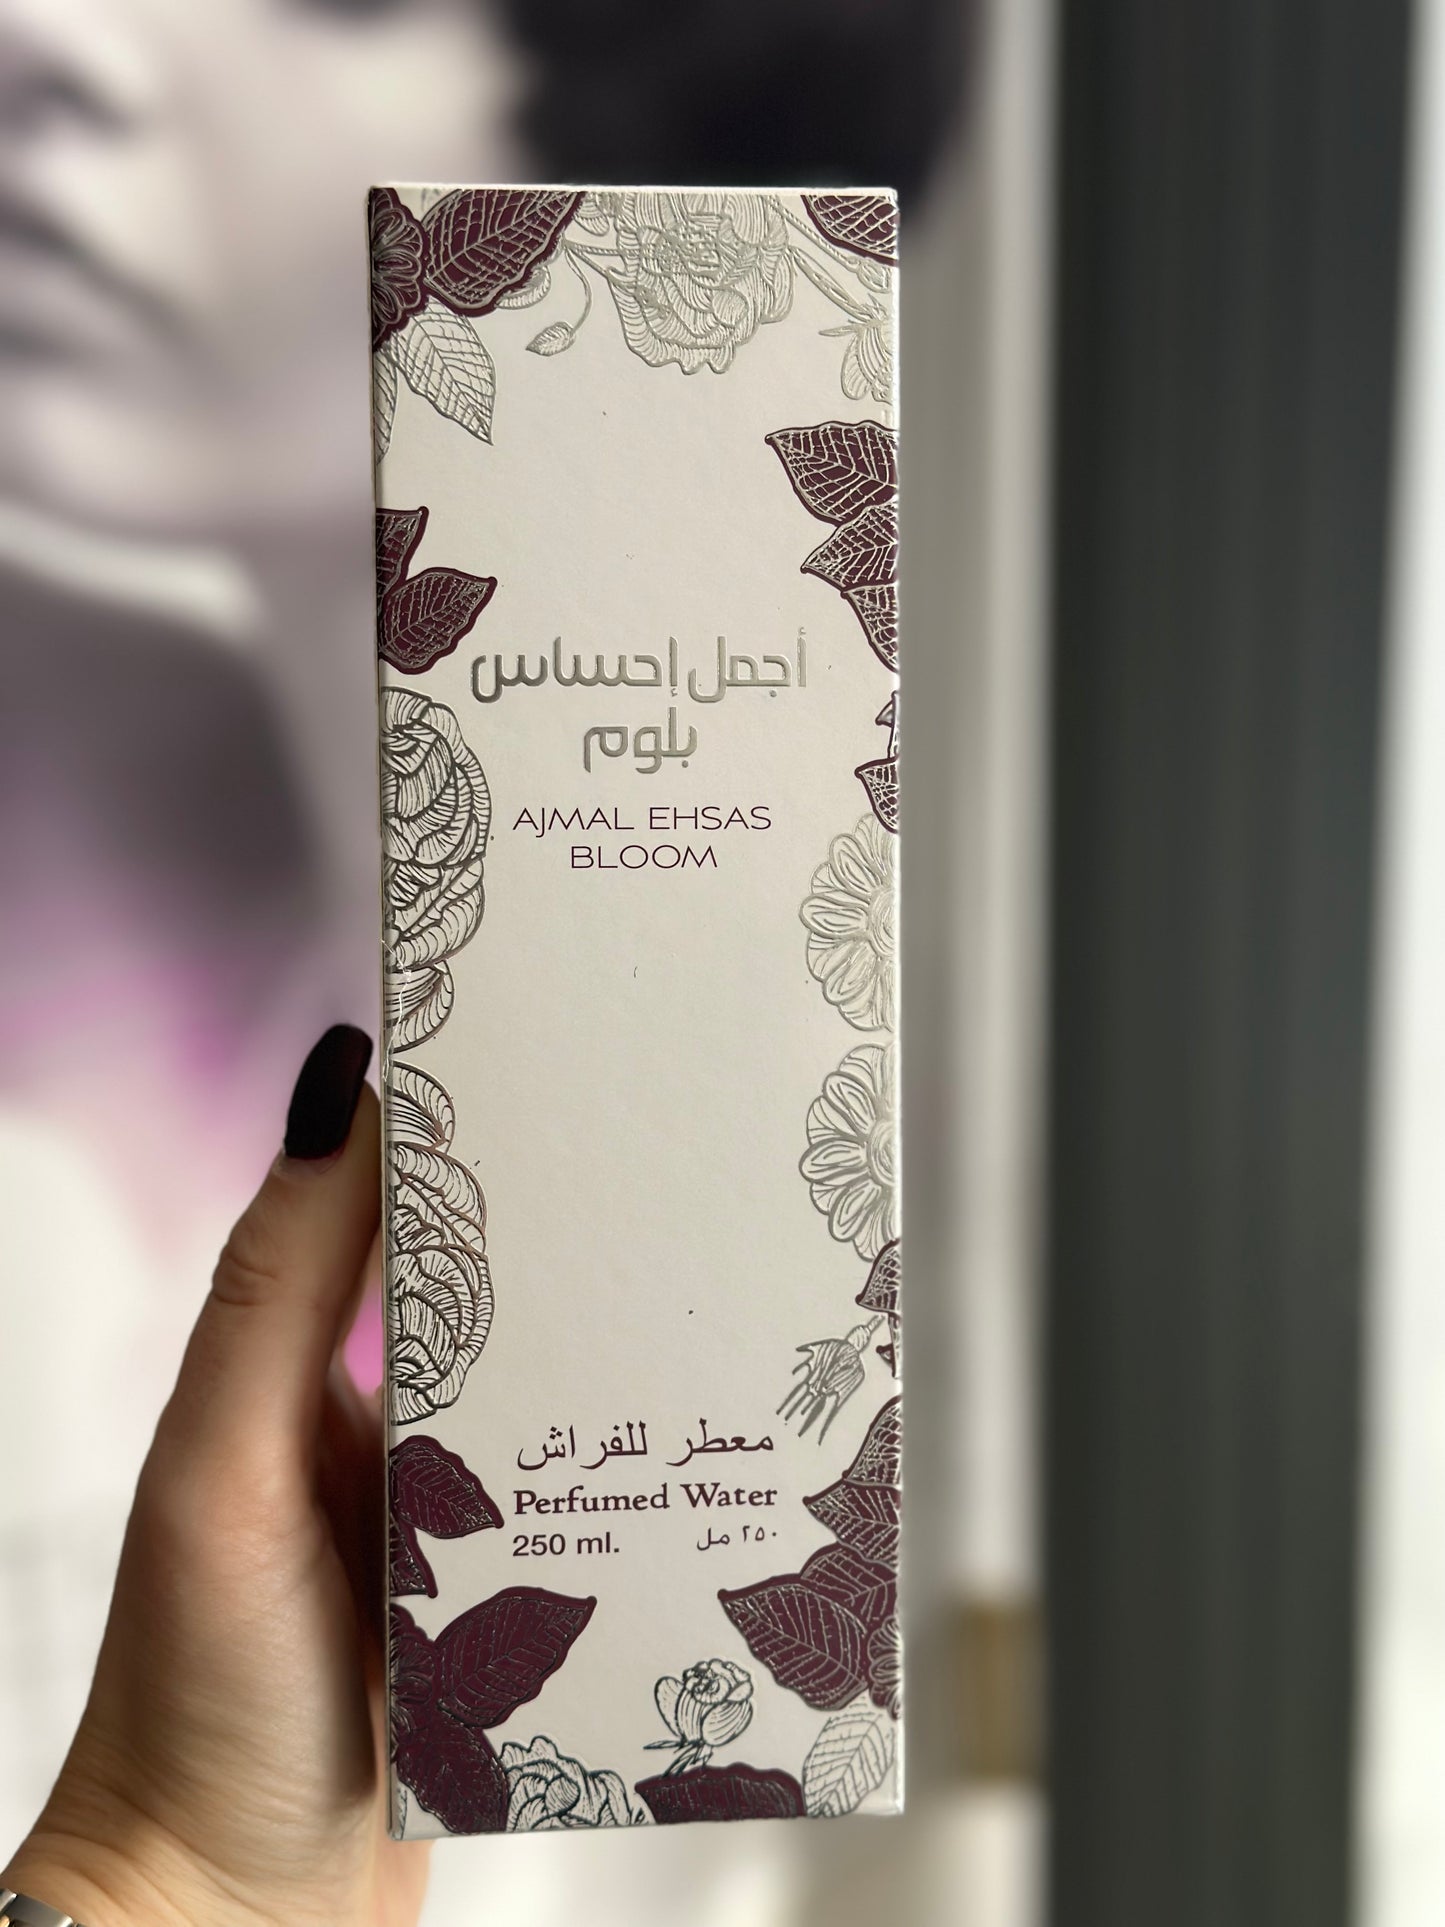 أجمل إحساس
بلوم
AJMAL EHSAS
BLOOM
معطر للفراش
Perfumed Water
250 ml. ٢٥٠ مل